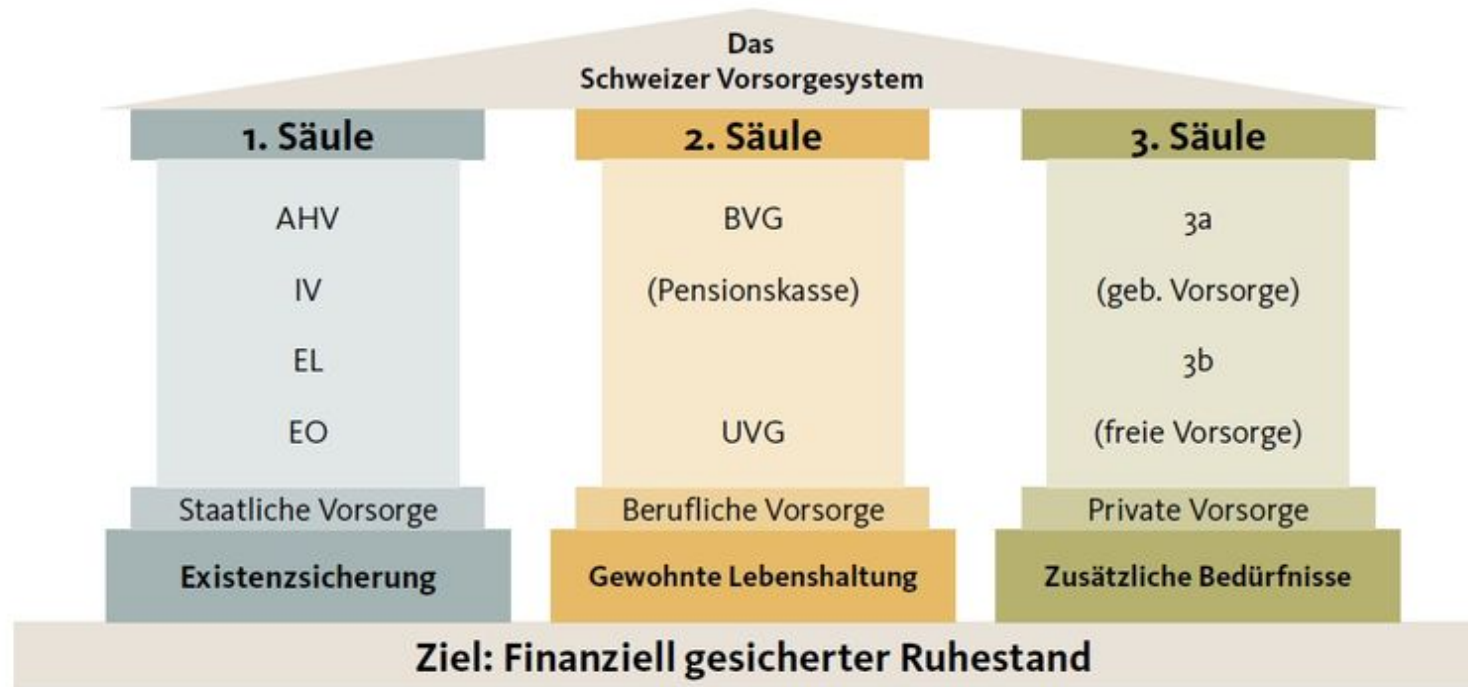 Das
Schweizer Vorsorgesystem
1. Säule
AHV
IV
EL
EO
Staatliche Vorsorge
Existenzsicherung
2. Säule
BVG
(Pensionskasse)
UVG
Berufliche Vorsorge
Gewohnte Lebenshaltung
3. Säule
3a
(geb. Vorsorge)
3b
(freie Vorsorge)
Private Vorsorge
Zusätzliche Bedürfnisse
Ziel: Finanziell gesicherter Ruhestand